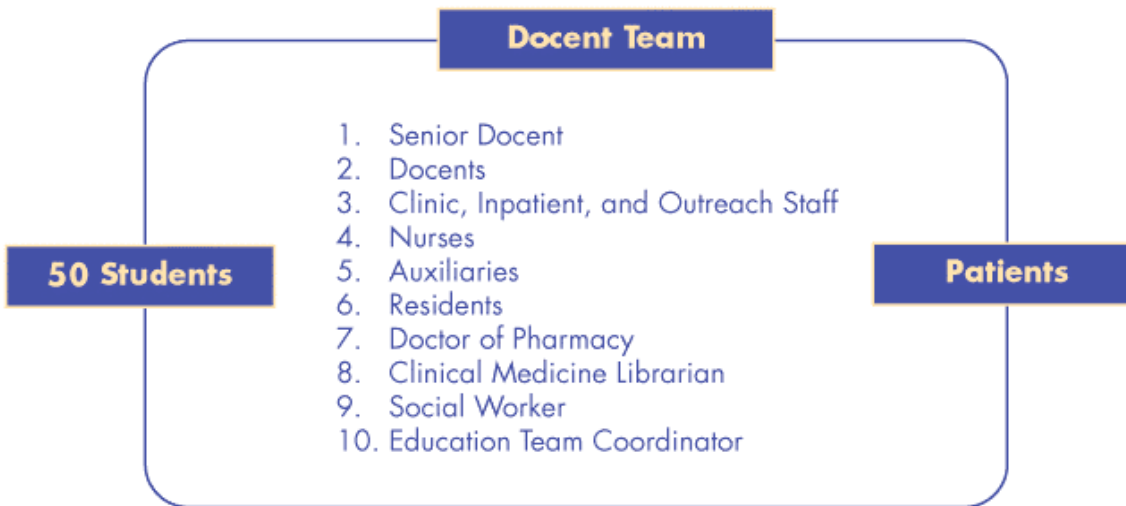 Docent Team
1. Senior Docent
2. Docents
3. Clinic, Inpatient, and Outreach Staff
4. Nurses
50 Students
Patients
5. Auxiliaries
6. Residents
7. Doctor of Pharmacy
8. Clinical Medicine Librarian
9. Social Worker
10. Education Team Coordinator